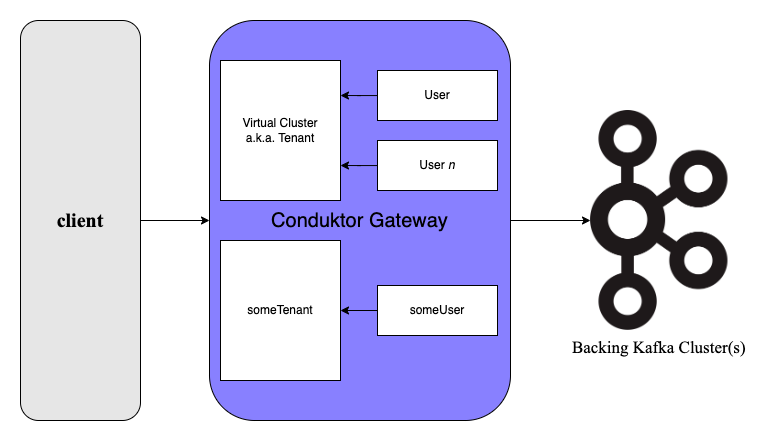 client
Virtual Cluster
a.k.a. Tenant
User
User n
Conduktor Gateway
someTenant
someUser
Backing Kafka Cluster(s)